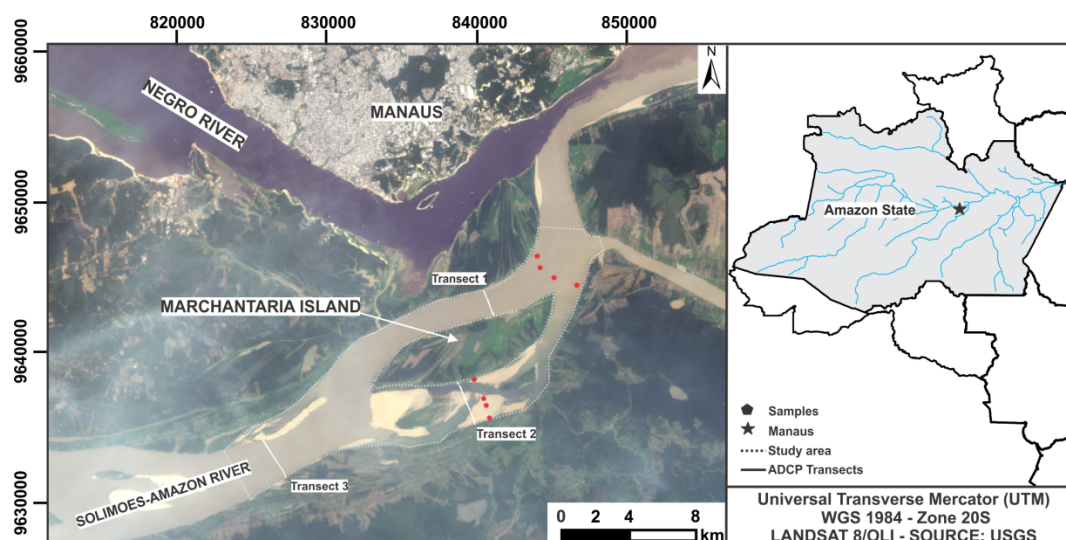 820000 830000 840000 850000
9660000
9650000
9640000
9630000
N
NEGRO RIVER
MANAUS
Transect 1
MARCHANTARIA ISLAND
Transect 2
Transect 3
SOLIMOES-AMAZON RIVER
0 2 4 8
km
Amazon State
Samples
Manaus
Study area
ADCP Transects
Universal Transverse Mercator (UTM)
WGS 1984 - Zone 20S
LANDSAT 8/OLI - SOURCE: USGS